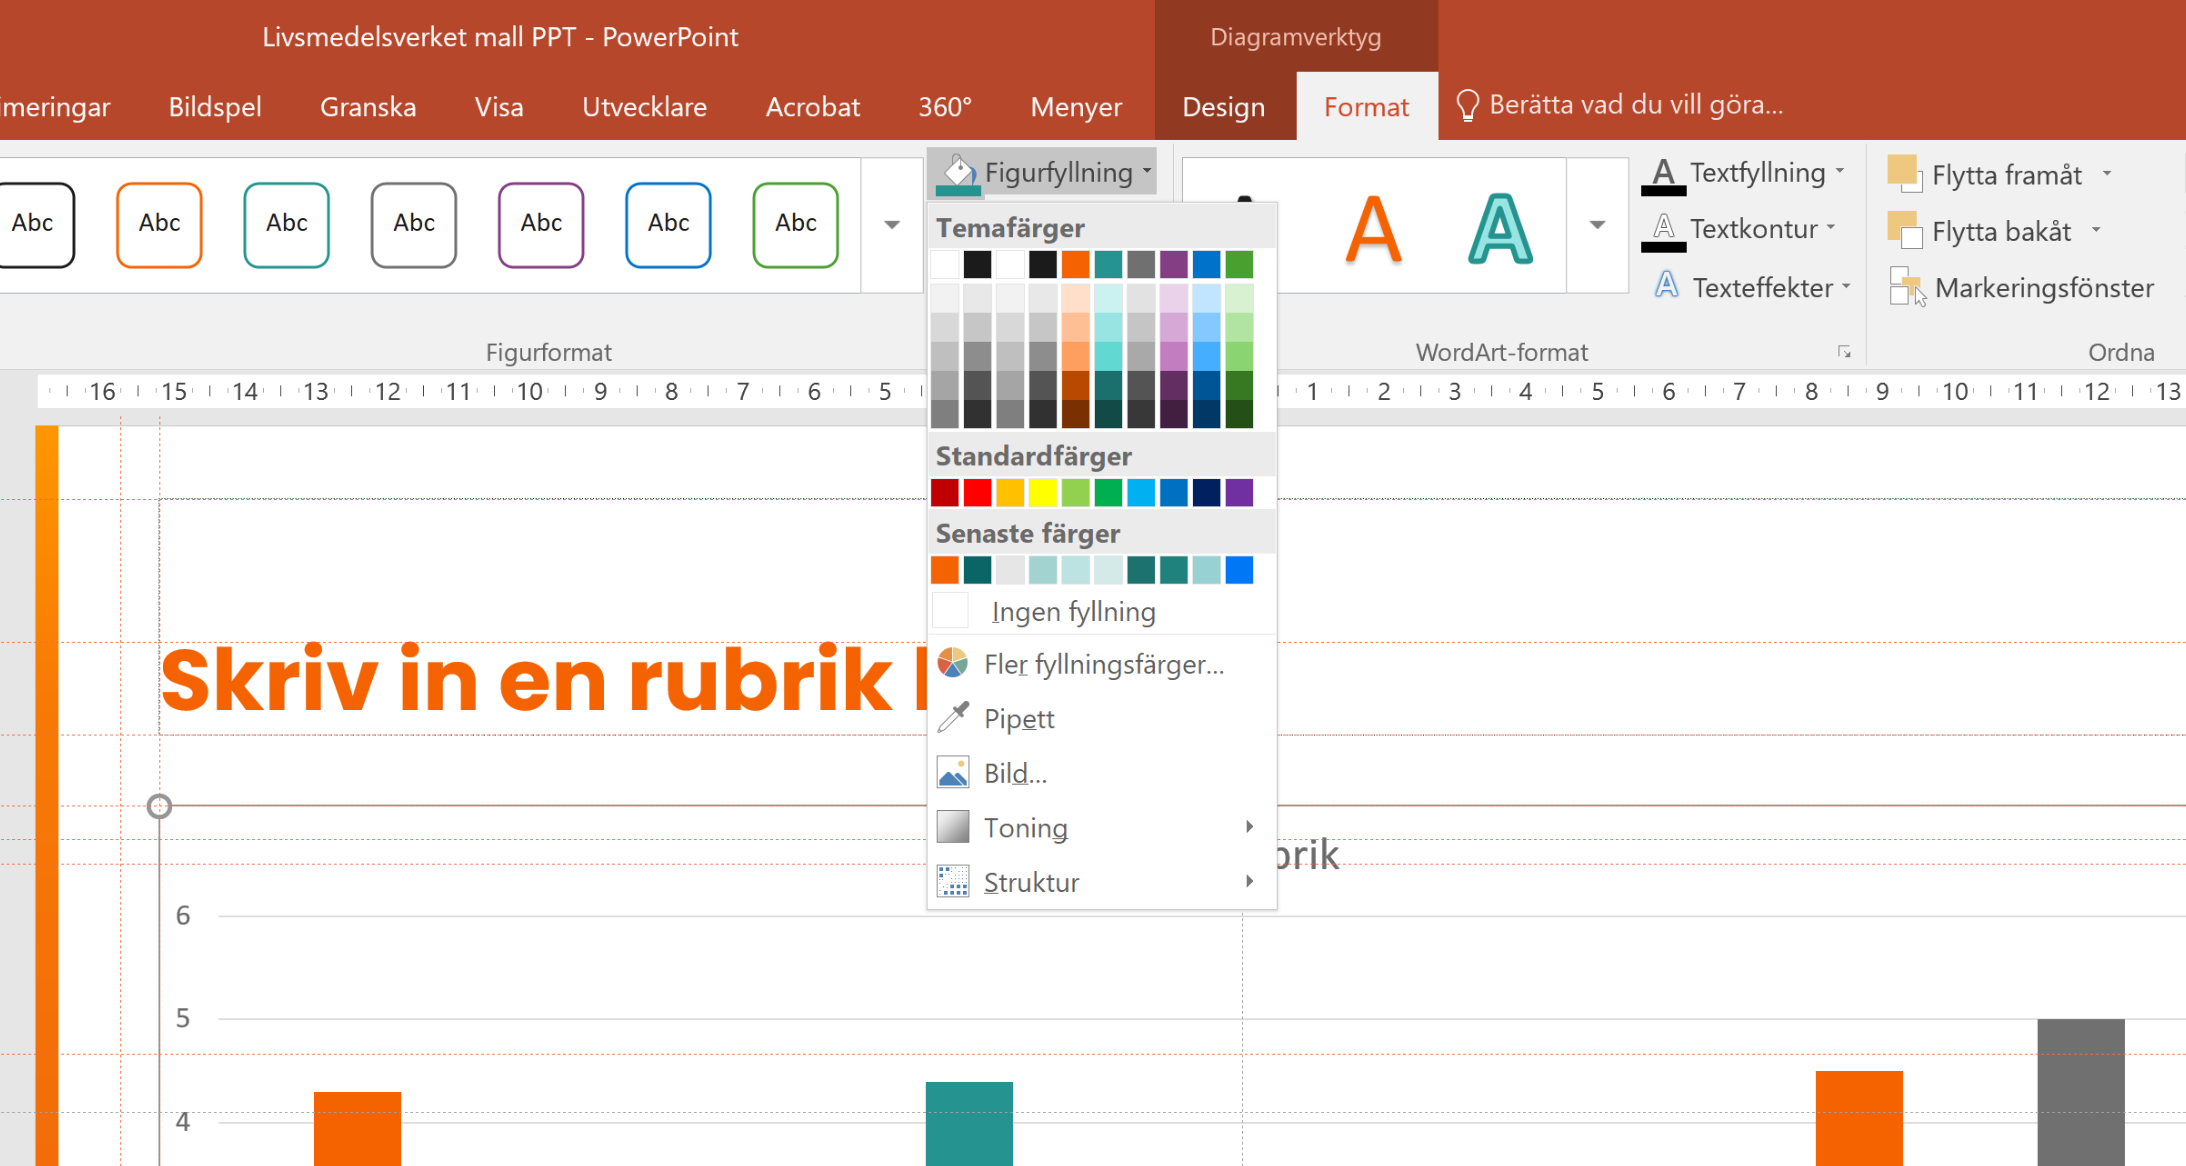 Livsmedelsverket mall PPT - PowerPoint
Diagramverktyg
imeringar Bildspel Granska Visa Utvecklare Acrobat 360° Menyer Design Format Berätta vad du vill göra...
Abc Abc Abc Abc Abc Abc Abc
Figurfyllning
A A
A Textfyllning
A Textkontur
A Texteffekter
Flytta framåt
Flytta bakåt
Markeringsfönster
Figurformat
WordArt-format
Ordna
16 15 14 13 12 11 10 9 8 7 6 5 1 2 3 4 5 6 7 8 9 10 11 12 13
Temafärger
Standardfärger
Senaste färger
Ingen fyllning
Fler fyllningsfärger...
Pipett
Bild...
Toning
Struktur
Skriv in en rubrik
brik
6
5
4